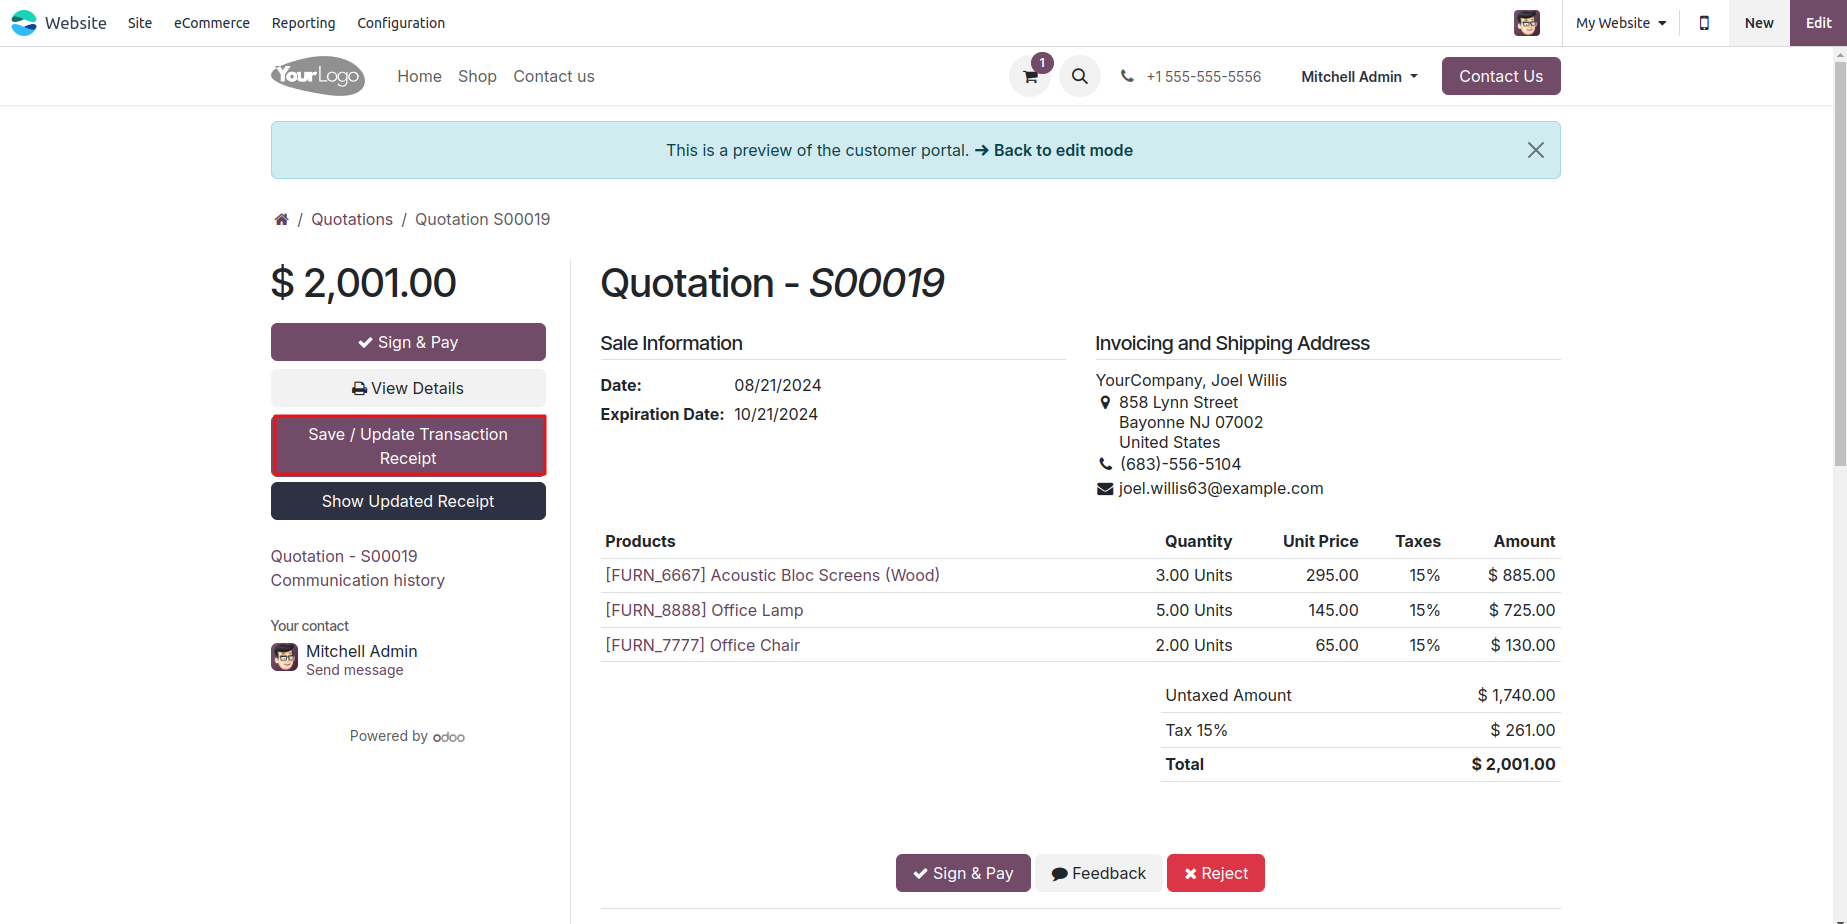 Website Site eCommerce Reporting Configuration My Website New Edit
YourLogo Home Shop Contact us 1 +1 555-555-5556 Mitchell Admin Contact Us
This is a preview of the customer portal. → Back to edit mode
/ Quotations / Quotation S00019
$ 2,001.00
Sign & Pay
View Details
Save / Update Transaction
Receipt
Show Updated Receipt
Quotation - S00019
Communication history
Your contact
Mitchell Admin
Send message
Powered by odoo
Quotation - S00019
Sale Information
Date: 08/21/2024
Expiration Date: 10/21/2024
Invoicing and Shipping Address
YourCompany, Joel Willis
858 Lynn Street
Bayonne NJ 07002
United States
(683)-556-5104
joel.willis63@example.com
Products Quantity Unit Price Taxes Amount
[FURN_6667] Acoustic Bloc Screens (Wood) 3.00 Units 295.00 15% $ 885.00
[FURN_8888] Office Lamp 5.00 Units 145.00 15% $ 725.00
[FURN_7777] Office Chair 2.00 Units 65.00 15% $ 130.00
Untaxed Amount $ 1,740.00
Tax 15% $ 261.00
Total $ 2,001.00
Sign & Pay Feedback Reject